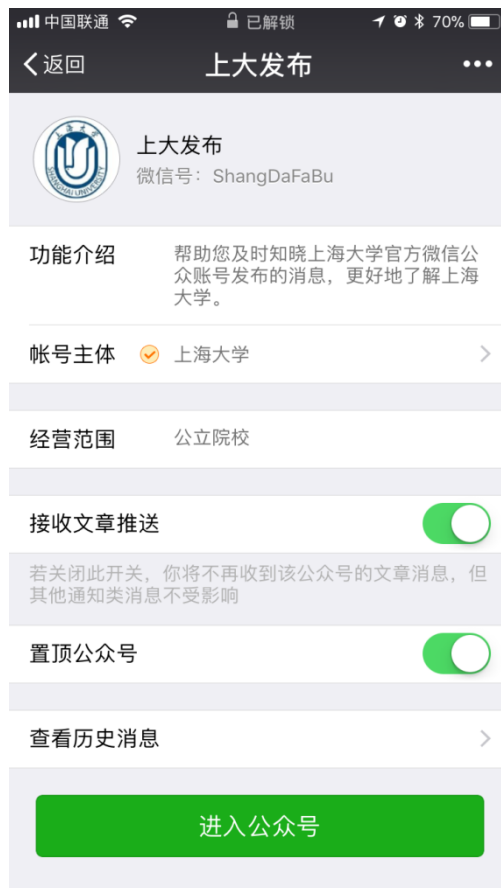 中国联通 已解锁 70%
返回 上大发布
上大发布
微信号：ShangDaFaBu
功能介绍 帮助您及时知晓上海大学官方微信公
众账号发布的消息，更好地了解上海
大学。
帐号主体 上海大学
经营范围 公立院校
接收文章推送
若关闭此开关，你将不再收到该公众号的文章消息，但
其他通知类消息不受影响
置顶公众号
查看历史消息
进入公众号